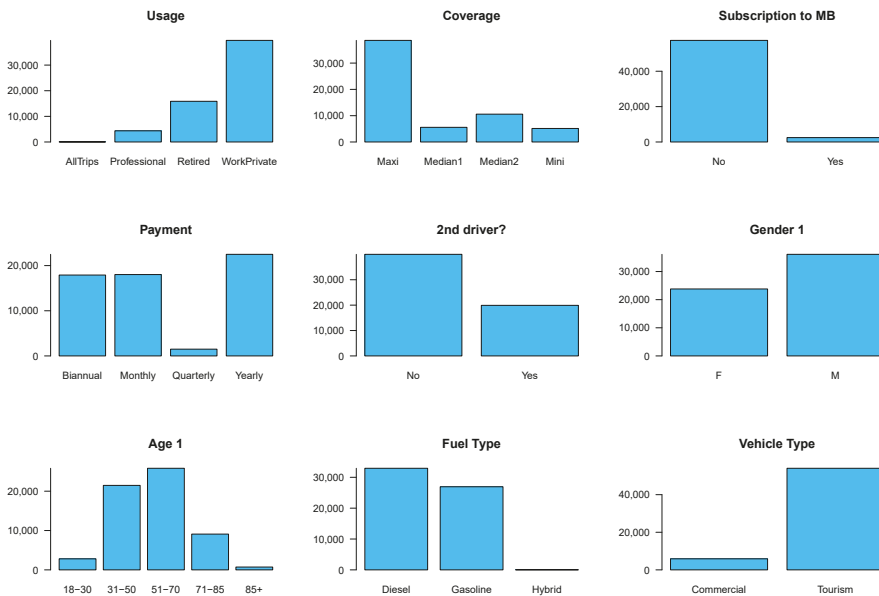 Usage
30,000
20,000
10,000
0
AllTrips Professional Retired WorkPrivate
Coverage
30,000
20,000
10,000
0
Maxi Median1 Median2 Mini
Subscription to MB
40,000
20,000
0
No Yes
Payment
20,000
10,000
0
Biannual Monthly Quarterly Yearly
2nd driver?
30,000
20,000
10,000
0
No Yes
Gender 1
30,000
20,000
10,000
0
F M
Age 1
20,000
10,000
0
18−30 31−50 51−70 71−85 85+
Fuel Type
30,000
20,000
10,000
0
Diesel Gasoline Hybrid
Vehicle Type
40,000
20,000
0
Commercial Tourism